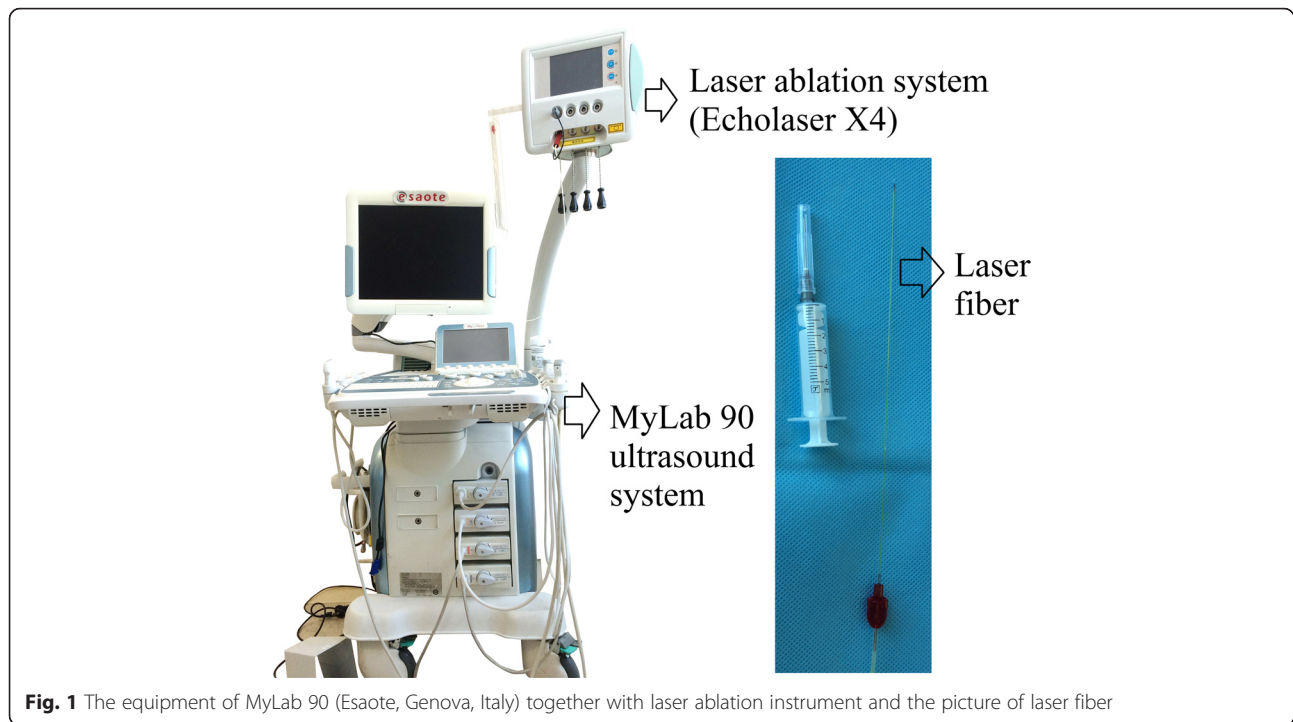 Laser ablation system
(Echolaser X4)
esaote
Laser
fiber
MyLab 90
ultrasound
system
Fig. 1 The equipment of MyLab 90 (Esaote, Genova, Italy) together with laser ablation instrument and the picture of laser fiber